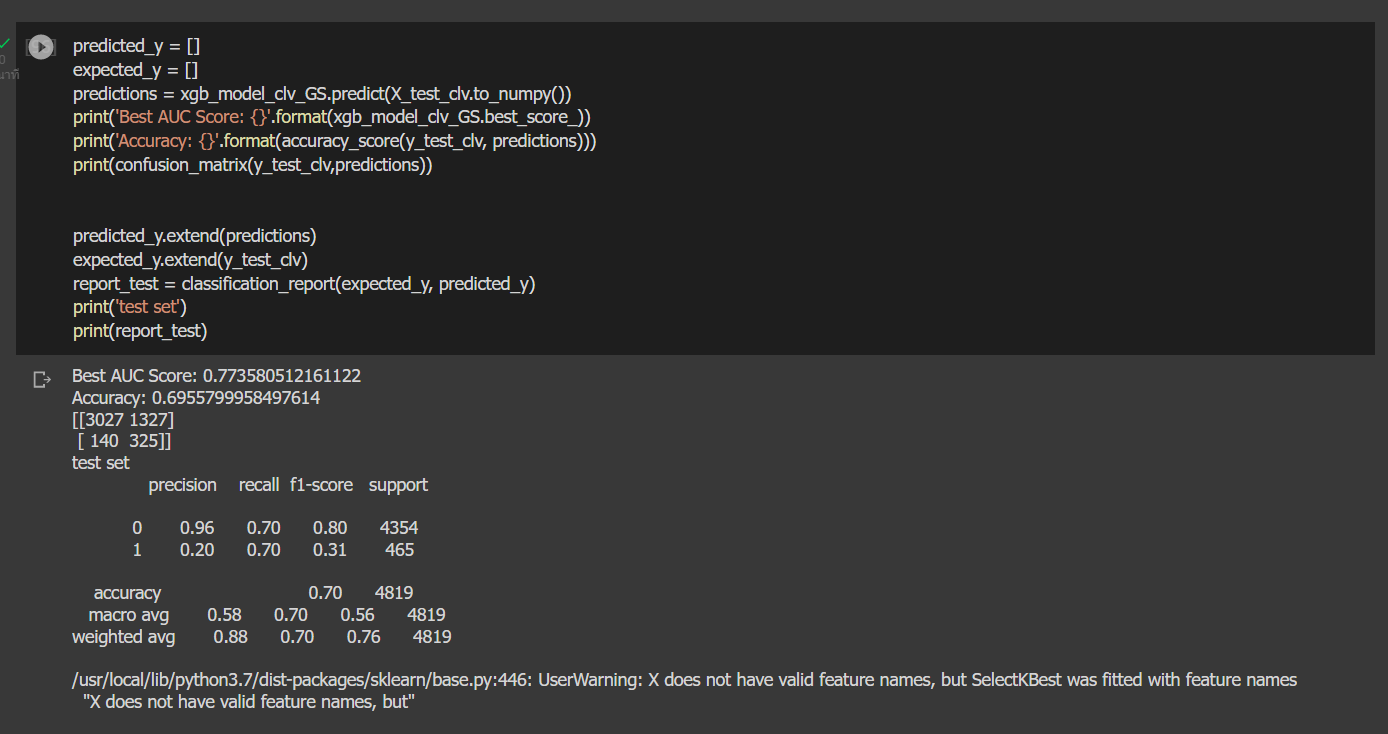 predicted_y = []
expected_y = []
predictions = xgb_model_clv_GS.predict(X_test_clv.to_numpy())
print('Best AUC Score: {}'.format(xgb_model_clv_GS.best_score_))
print('Accuracy: {}'.format(accuracy_score(y_test_clv, predictions)))
print(confusion_matrix(y_test_clv,predictions))
predicted_y.extend(predictions)
expected_y.extend(y_test_clv)
report_test = classification_report(expected_y, predicted_y)
print('test set')
print(report_test)
Best AUC Score: 0.773580512161122
Accuracy: 0.6955799958497614
[[3027 1327]
[ 140 325]]
test set
precision recall f1-score support
0 0.96 0.70 0.80 4354
1 0.20 0.70 0.31 465
accuracy 0.70 4819
macro avg 0.58 0.70 0.56 4819
weighted avg 0.88 0.70 0.76 4819
/usr/local/lib/python3.7/dist-packages/sklearn/base.py:446: UserWarning: X does not have valid feature names, but SelectKBest was fitted with feature names
"X does not have valid feature names, but"